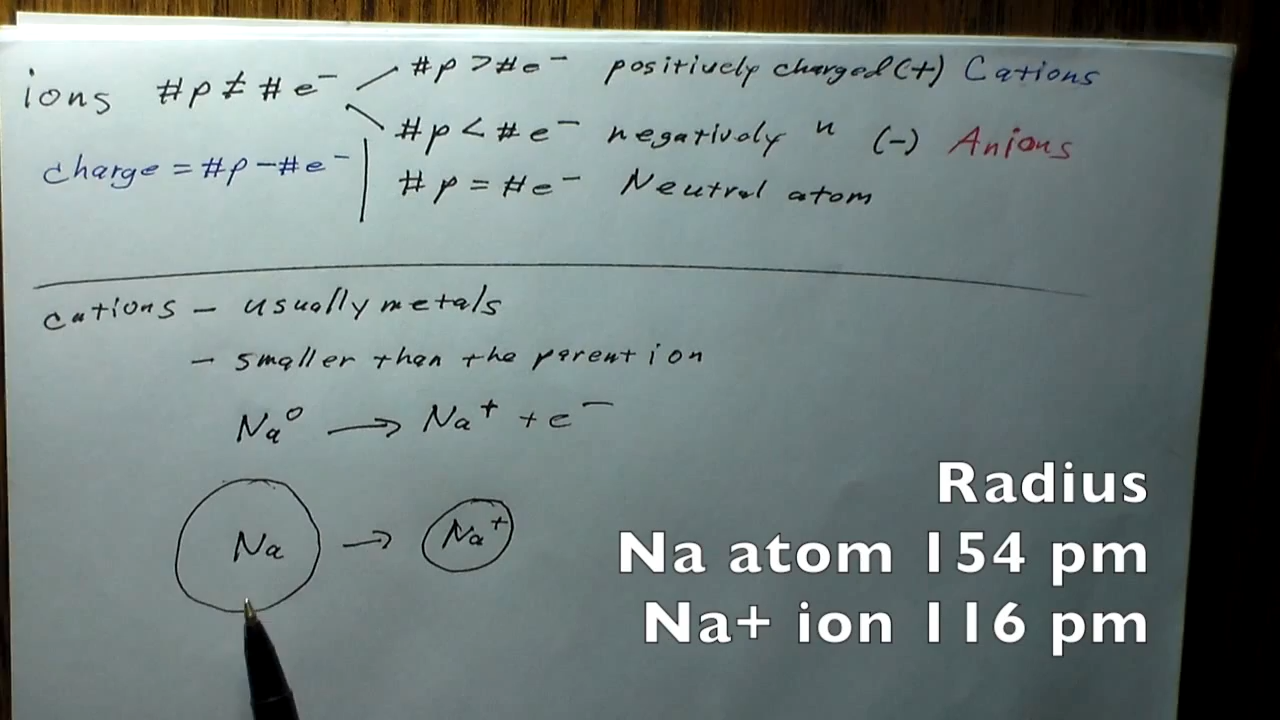 ions #p≠#e⁻ #p>#e⁻ positively charged(+) Cations
#p<#e⁻ negatively " (-) Anions
charge = #p-#e⁻ #p=#e⁻ Neutral atom
cations - usually metals
- smaller than the parent ion
Na⁰ → Na⁺ + e⁻
Na → Na⁺
Radius
Na atom 154 pm
Na+ ion 116 pm